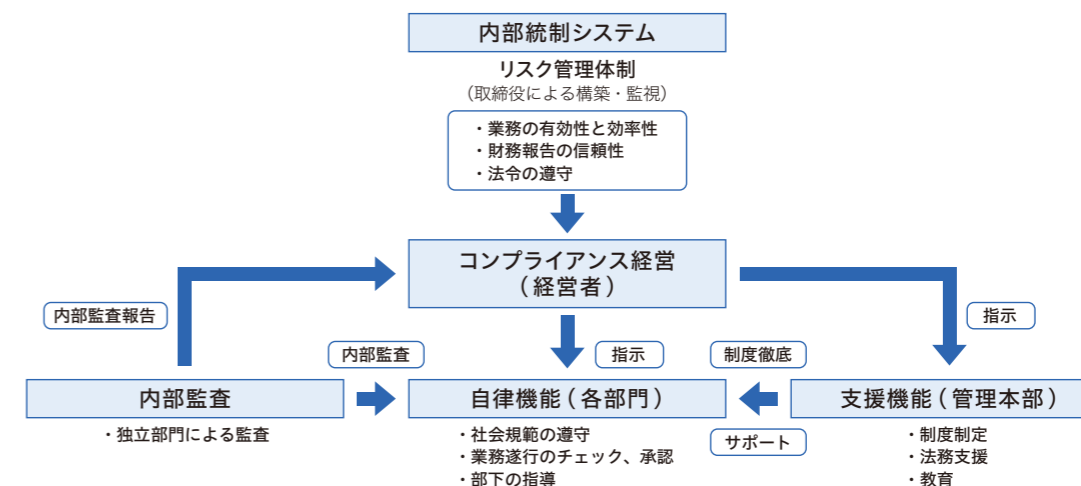 内部統制システム
リスク管理体制
（取締役による構築・監視）
・業務の有効性と効率性
・財務報告の信頼性
・法令の遵守
コンプライアンス経営
（経営者）
内部監査報告
指示
内部監査
指示
制度徹底
内部監査
自律機能（各部門）
支援機能（管理本部）
サポート
・独立部門による監査
・社会規範の遵守
・業務遂行のチェック、承認
・部下の指導
・制度制定
・法務支援
・教育